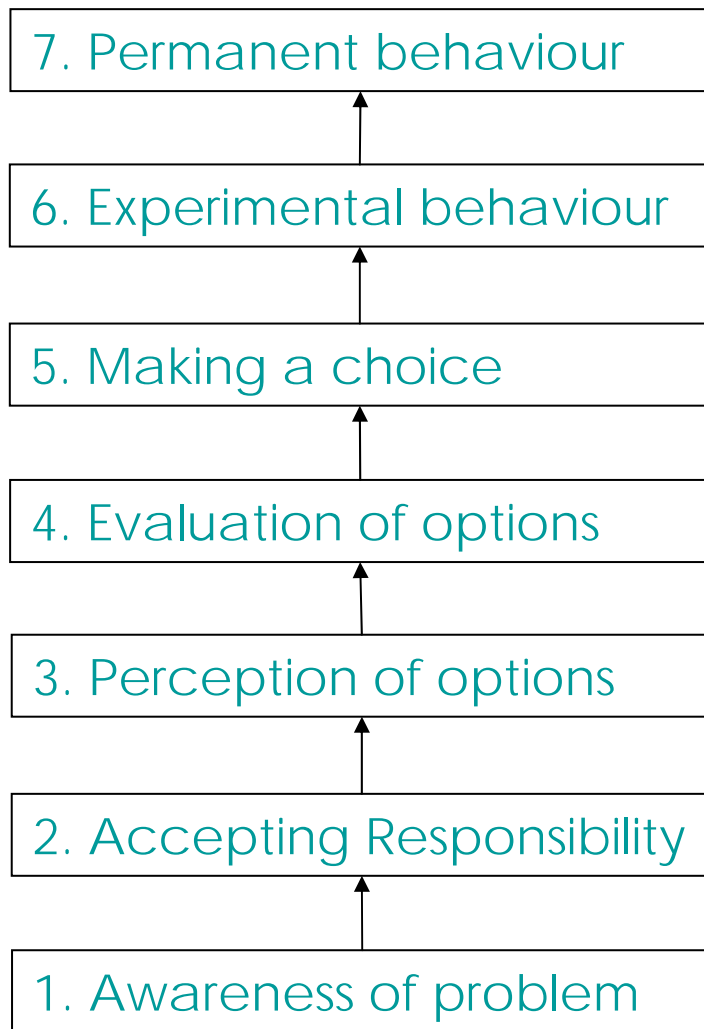 7. Permanent behaviour
6. Experimental behaviour
5. Making a choice
4. Evaluation of options
3. Perception of options
2. Accepting Responsibility
1. Awareness of problem